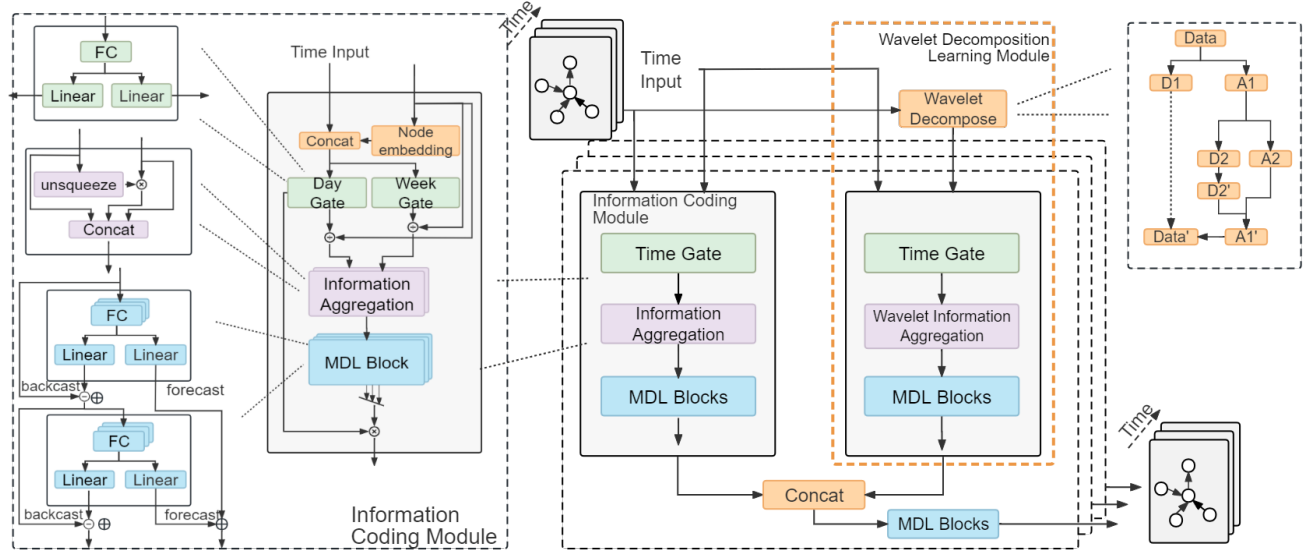 FC
Linear
Linear
unsqueeze
Concat
FC
Linear
Linear
backcast
forecast
FC
Linear
Linear
backcast
forecast
Time Input
Concat
Node
embedding
Day
Gate
Week
Gate
Information
Aggregation
MDL Block
Information
Coding Module
Time
Time
Input
Wavelet Decomposition
Learning Module
Wavelet
Decompose
Information Coding
Module
Time Gate
Information
Aggregation
MDL Blocks
Time Gate
Wavelet Information
Aggregation
MDL Blocks
Concat
MDL Blocks
Time
Data
D1
A1
D2
A2
D2'
Data'
A1'